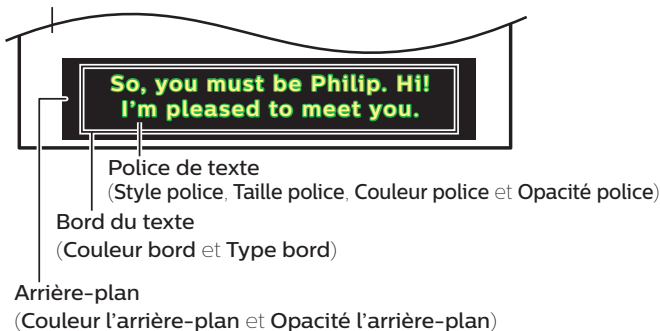 So, you must be Philip. Hi!
I'm pleased to meet you.
Police de texte
(Style police, Taille police, Couleur police et Opacité police)
Bord du texte
(Couleur bord et Type bord)
Arrière-plan
(Couleur l'arrière-plan et Opacité l'arrière-plan)